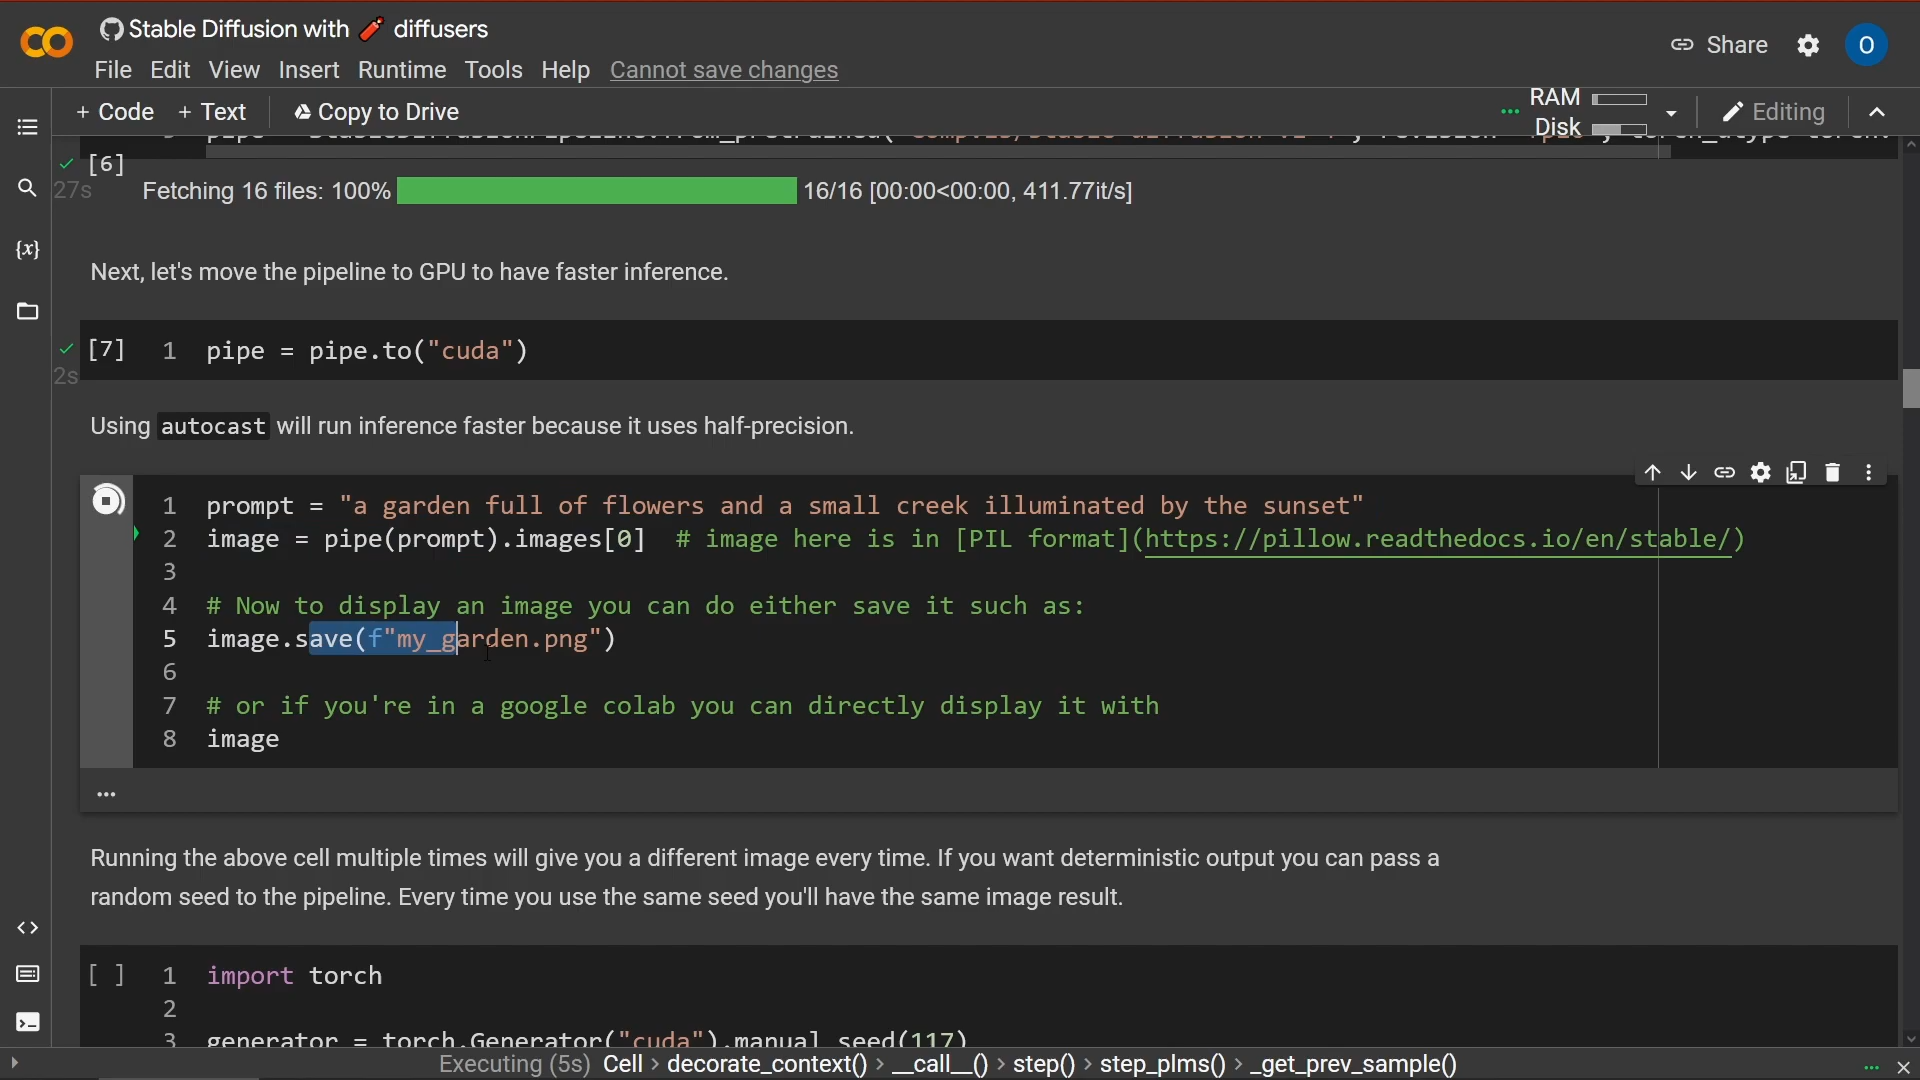 Stable Diffusion with diffusers
File Edit View Insert Runtime Tools Help Cannot save changes
Share
O
+ Code + Text Copy to Drive
RAM
Disk
Editing
[6]
27s
Fetching 16 files: 100% 16/16 [00:00<00:00, 411.77it/s]
Next, let's move the pipeline to GPU to have faster inference.
[7] 1 pipe = pipe.to("cuda")
2s
Using autocast will run inference faster because it uses half-precision.
1 prompt = "a garden full of flowers and a small creek illuminated by the sunset"
2 image = pipe(prompt).images[0] # image here is in [PIL format](https://pillow.readthedocs.io/en/stable/)
3
4 # Now to display an image you can do either save it such as:
5 image.save(f"my_garden.png")
6
7 # or if you're in a google colab you can directly display it with
8 image
...
Running the above cell multiple times will give you a different image every time. If you want deterministic output you can pass a
random seed to the pipeline. Every time you use the same seed you'll have the same image result.
[ ] 1 import torch
2
3 generator = torch.Generator("cuda").manual_seed(117)
Executing (5s) Cell > decorate_context() > __call__() > step() > step_plms() > _get_prev_sample()